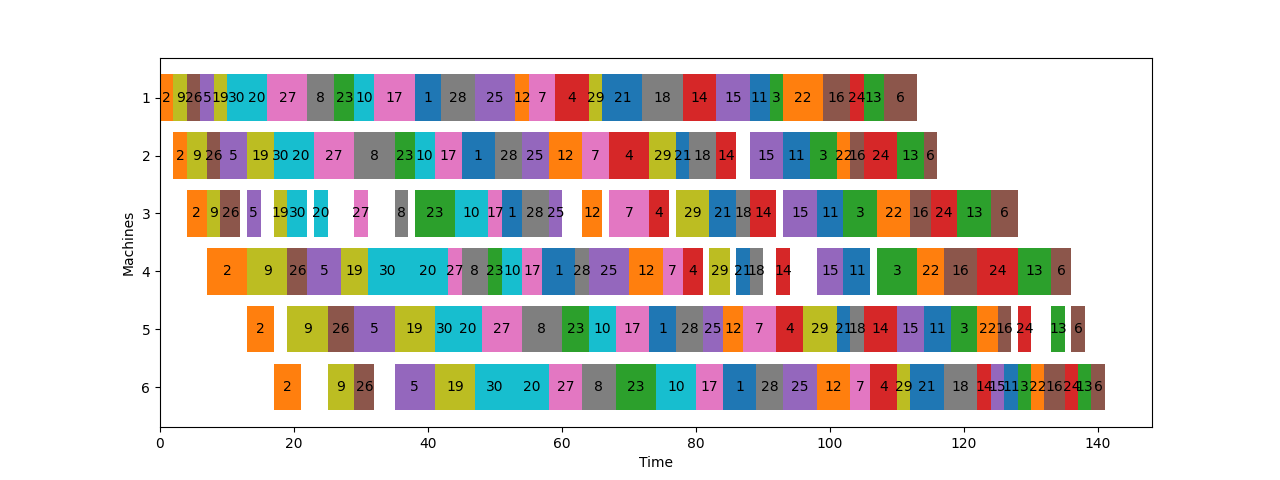 1 2 9 26 5 19 30 20 27 8 23 10 17 1 28 25 12 7 4 29 21 18 14 15 11 3 22 16 24 13 6
2 2 9 26 5 19 30 20 27 8 23 10 17 1 28 25 12 7 4 29 21 18 14 15 11 3 22 16 24 13 6
3 2 9 26 5 19 30 20 27 8 23 10 17 1 28 25 12 7 4 29 21 18 14 15 11 3 22 16 24 13 6
4 2 9 26 5 19 30 20 27 8 23 10 17 1 28 25 12 7 4 29 21 18 14 15 11 3 22 16 24 13 6
5 2 9 26 5 19 30 20 27 8 23 10 17 1 28 25 12 7 4 29 21 18 14 15 11 3 22 16 24 13 6
6 2 9 26 5 19 30 20 27 8 23 10 17 1 28 25 12 7 4 29 21 18 14 15 11 3 22 16 24 13 6
Machines
0 20 40 60 80 100 120 140
Time